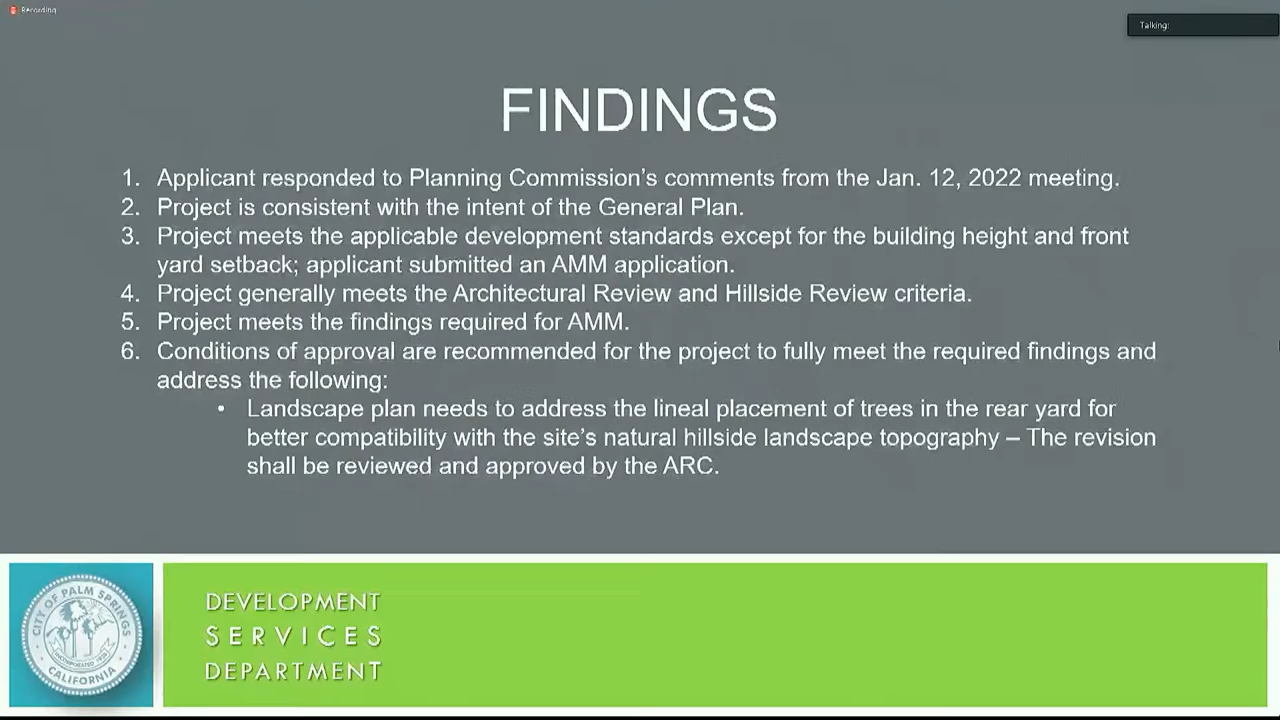 Recording
Talking:
FINDINGS
1. Applicant responded to Planning Commission's comments from the Jan. 12, 2022 meeting.
2. Project is consistent with the intent of the General Plan.
3. Project meets the applicable development standards except for the building height and front
yard setback; applicant submitted an AMM application.
4. Project generally meets the Architectural Review and Hillside Review criteria.
5. Project meets the findings required for AMM.
6. Conditions of approval are recommended for the project to fully meet the required findings and
address the following:
• Landscape plan needs to address the lineal placement of trees in the rear yard for
better compatibility with the site's natural hillside landscape topography – The revision
shall be reviewed and approved by the ARC.
CITY OF PALM SPRINGS
CALIFORNIA
DEVELOPMENT
SERVICES
DEPARTMENT